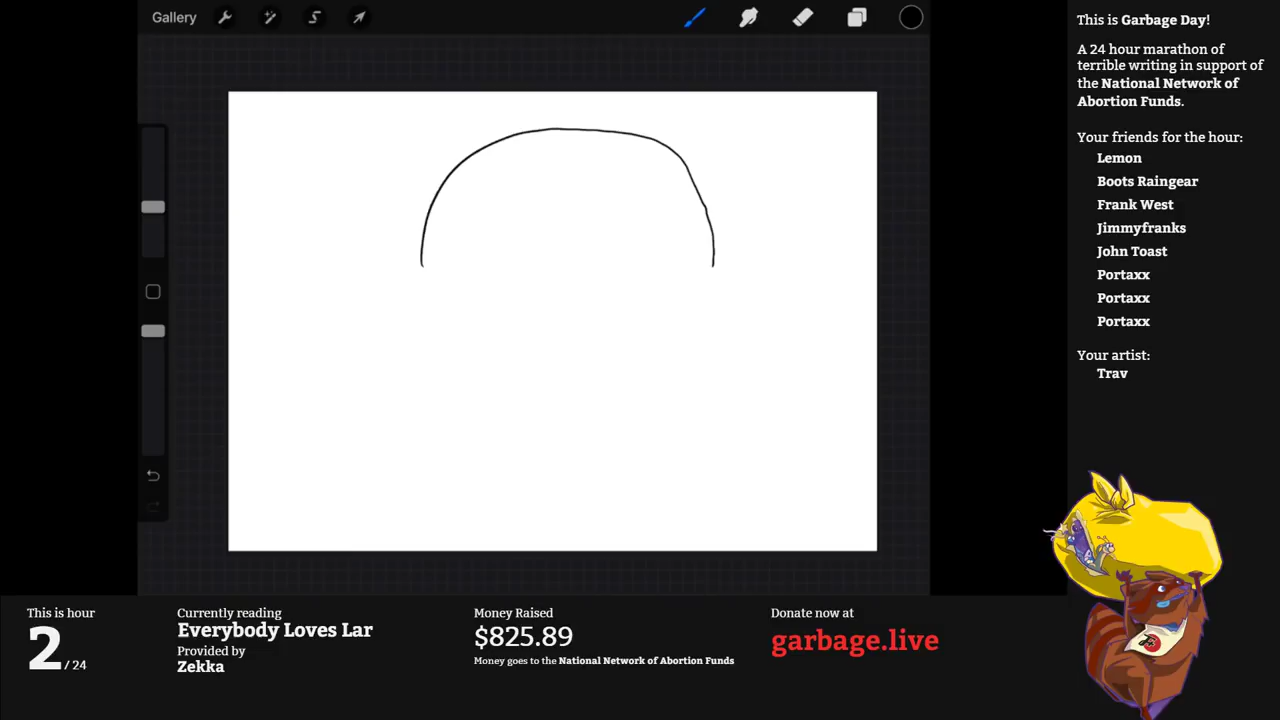 Gallery
This is Garbage Day!
A 24 hour marathon of
terrible writing in support of
the National Network of
Abortion Funds.
Your friends for the hour:
Lemon
Boots Raingear
Frank West
Jimmyfranks
John Toast
Portaxx
Portaxx
Portaxx
Your artist:
Trav
This is hour
2 / 24
Currently reading
Everybody Loves Lar
Provided by
Zekka
Money Raised
$825.89
Money goes to the National Network of Abortion Funds
Donate now at
garbage.live